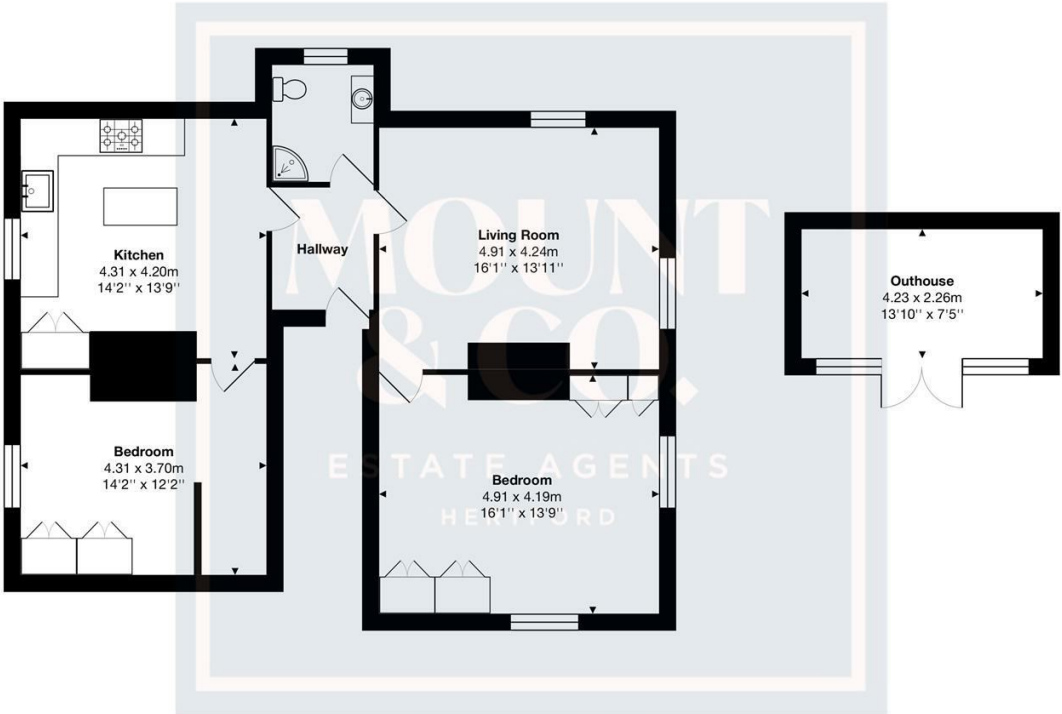 Kitchen
4.31 x 4.20m
14'2'' x 13'9''
Hallway
Living Room
4.91 x 4.24m
16'1'' x 13'11''
Outhouse
4.23 x 2.26m
13'10'' x 7'5''
Bedroom
4.31 x 3.70m
14'2'' x 12'2''
Bedroom
4.91 x 4.19m
16'1'' x 13'9''
MOUNT
& CO.
ESTATE AGENTS
HERTFORD